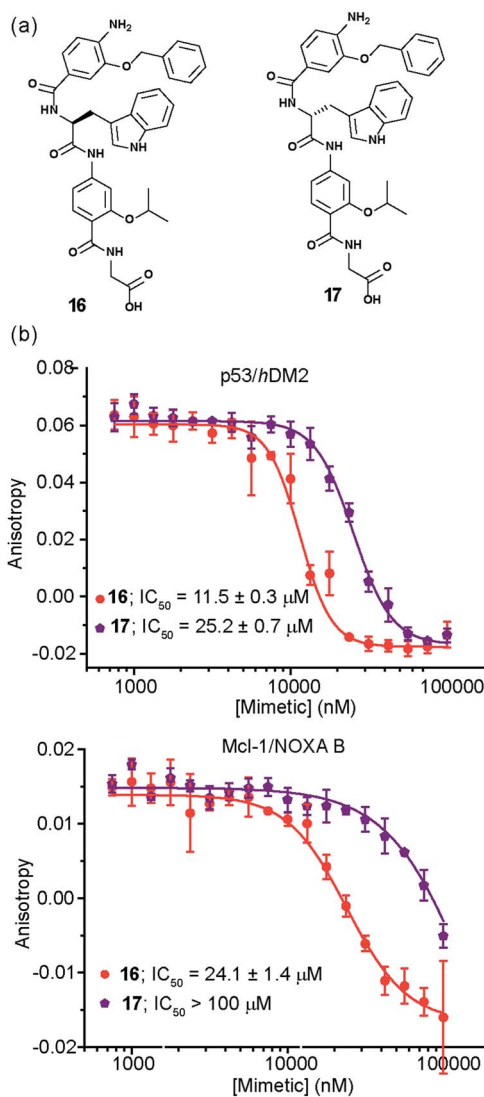 (a)
NH₂
O
O
HN
NH
O
NH
O
O
NH
O
OH
16
NH₂
O
O
HN
NH
O
NH
O
O
NH
O
OH
17
(b)
p53/hDM2
0.08
0.06
0.04
0.02
0.00
-0.02
Anisotropy
16; IC₅₀ = 11.5 ± 0.3 μM
17; IC₅₀ = 25.2 ± 0.7 μM
1000 10000 100000
[Mimetic] (nM)
Mcl-1/NOXA B
0.02
0.01
0.00
-0.01
-0.02
Anisotropy
16; IC₅₀ = 24.1 ± 1.4 μM
17; IC₅₀ > 100 μM
1000 10000 100000
[Mimetic] (nM)